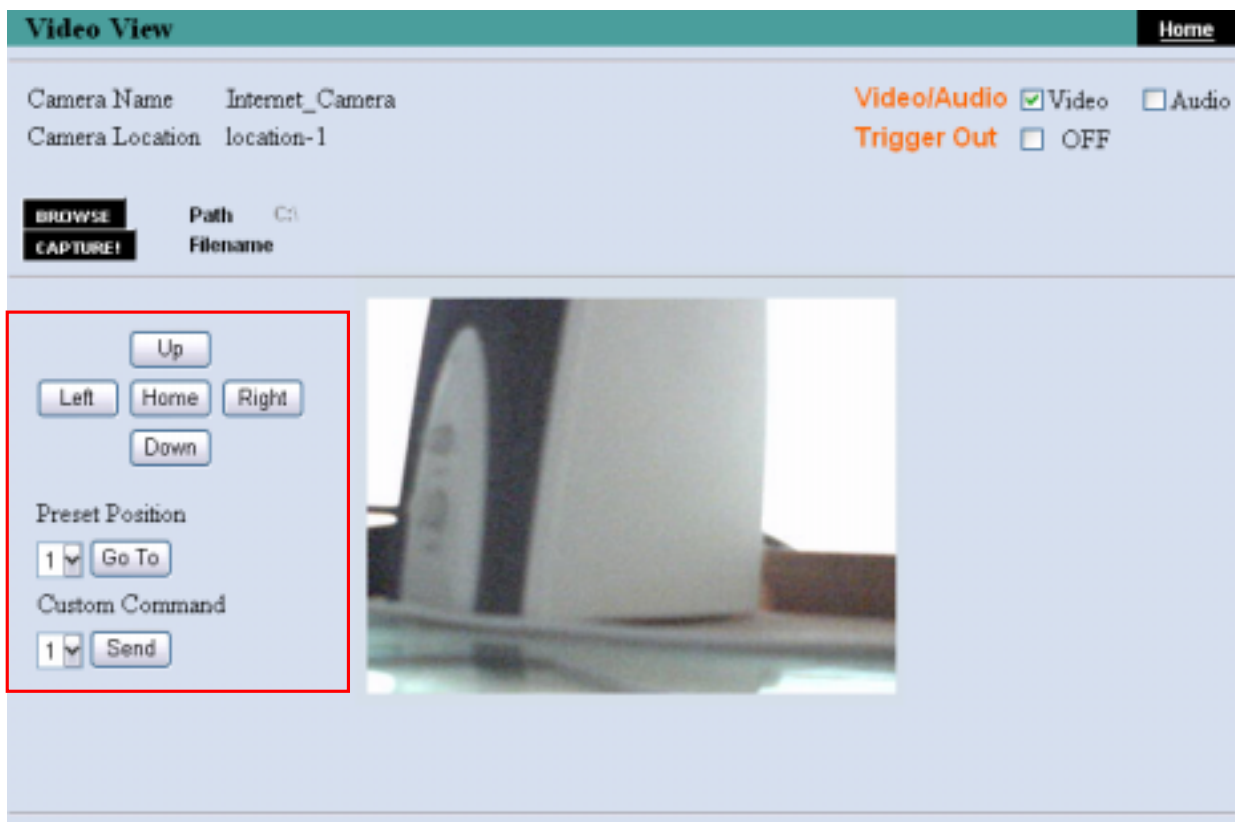 Video View Home
Camera Name Internet_Camera Video/Audio Video Audio
Camera Location location-1 Trigger Out OFF
BROWSE Path C:\
CAPTURE! Filename
Up
Left Home Right
Down
Preset Position
1 Go To
Custom Command
1 Send